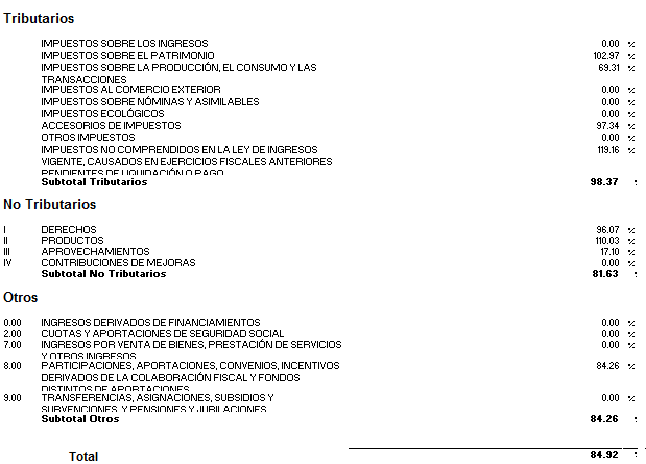 Tributarios
IMPUESTOS SOBRE LOS INGRESOS 0.00 %
IMPUESTOS SOBRE EL PATRIMONIO 102.97 %
IMPUESTOS SOBRE LA PRODUCCIÓN, EL CONSUMO Y LAS 69.31 %
TRANSACCIONES
IMPUESTOS AL COMERCIO EXTERIOR 0.00 %
IMPUESTOS SOBRE NÓMINAS Y ASIMILABLES 0.00 %
IMPUESTOS ECOLÓGICOS 0.00 %
ACCESORIOS DE IMPUESTOS 97.34 %
OTROS IMPUESTOS 0.00 %
IMPUESTOS NO COMPRENDIDOS EN LA LEY DE INGRESOS 119.16 %
VIGENTE, CAUSADOS EN EJERCICIOS FISCALES ANTERIORES
PENDIENTES DE LIQUIDACIÓN O PAGO
Subtotal Tributarios 98.37
No Tributarios
I DERECHOS 96.07 %
II PRODUCTOS 110.03 %
III APROVECHAMIENTOS 17.10 %
IV CONTRIBUCIONES DE MEJORAS 0.00 %
Subtotal No Tributarios 81.63
Otros
0.00 INGRESOS DERIVADOS DE FINANCIAMIENTOS 0.00 %
2.00 CUOTAS Y APORTACIONES DE SEGURIDAD SOCIAL 0.00 %
7.00 INGRESOS POR VENTA DE BIENES, PRESTACIÓN DE SERVICIOS 0.00 %
Y OTROS INGRESOS
8.00 PARTICIPACIONES, APORTACIONES, CONVENIOS, INCENTIVOS 84.26 %
DERIVADOS DE LA COLABORACIÓN FISCAL Y FONDOS
DISTINTOS DE APORTACIONES
9.00 TRANSFERENCIAS, ASIGNACIONES, SUBSIDIOS Y 0.00 %
SUBVENCIONES, Y PENSIONES Y JUBILACIONES
Subtotal Otros 84.26
Total 84.92